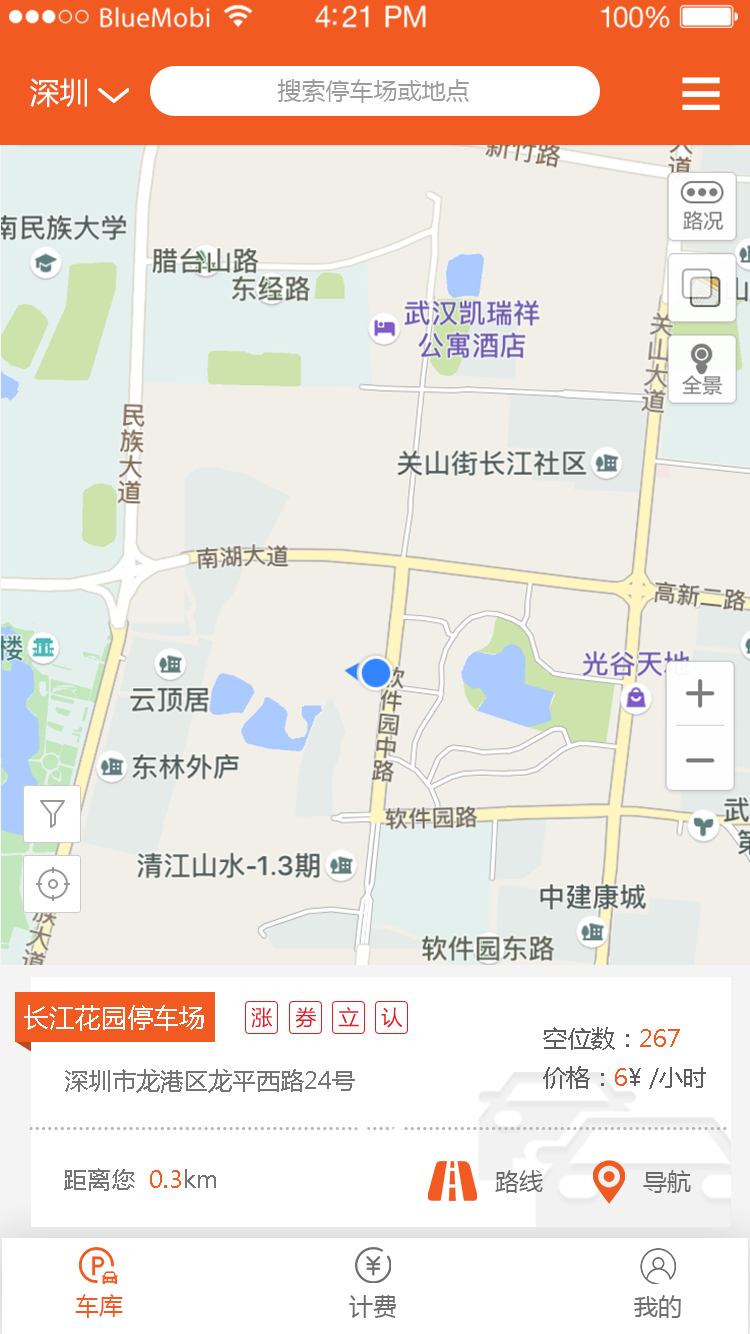 BlueMobi 4:21 PM 100%
深圳 搜索停车场或地点
新竹路
大道
路况
南民族大学
腊台山路
东经路
山
武汉凯瑞祥
公寓酒店
关山大道
全景
民族大道
关山街长江社区
南湖大道
高新二路
楼
光谷天地
云顶居
软件园中路
东林外庐
软件园路
武
第
清江山水-1.3期
中建康城
族大道
软件园东路
长江花园停车场 涨 券 立 认
空位数：267
深圳市龙港区龙平西路24号
价格：6¥ /小时
距离您 0.3km 路线 导航
P ¥
车库 计费 我的